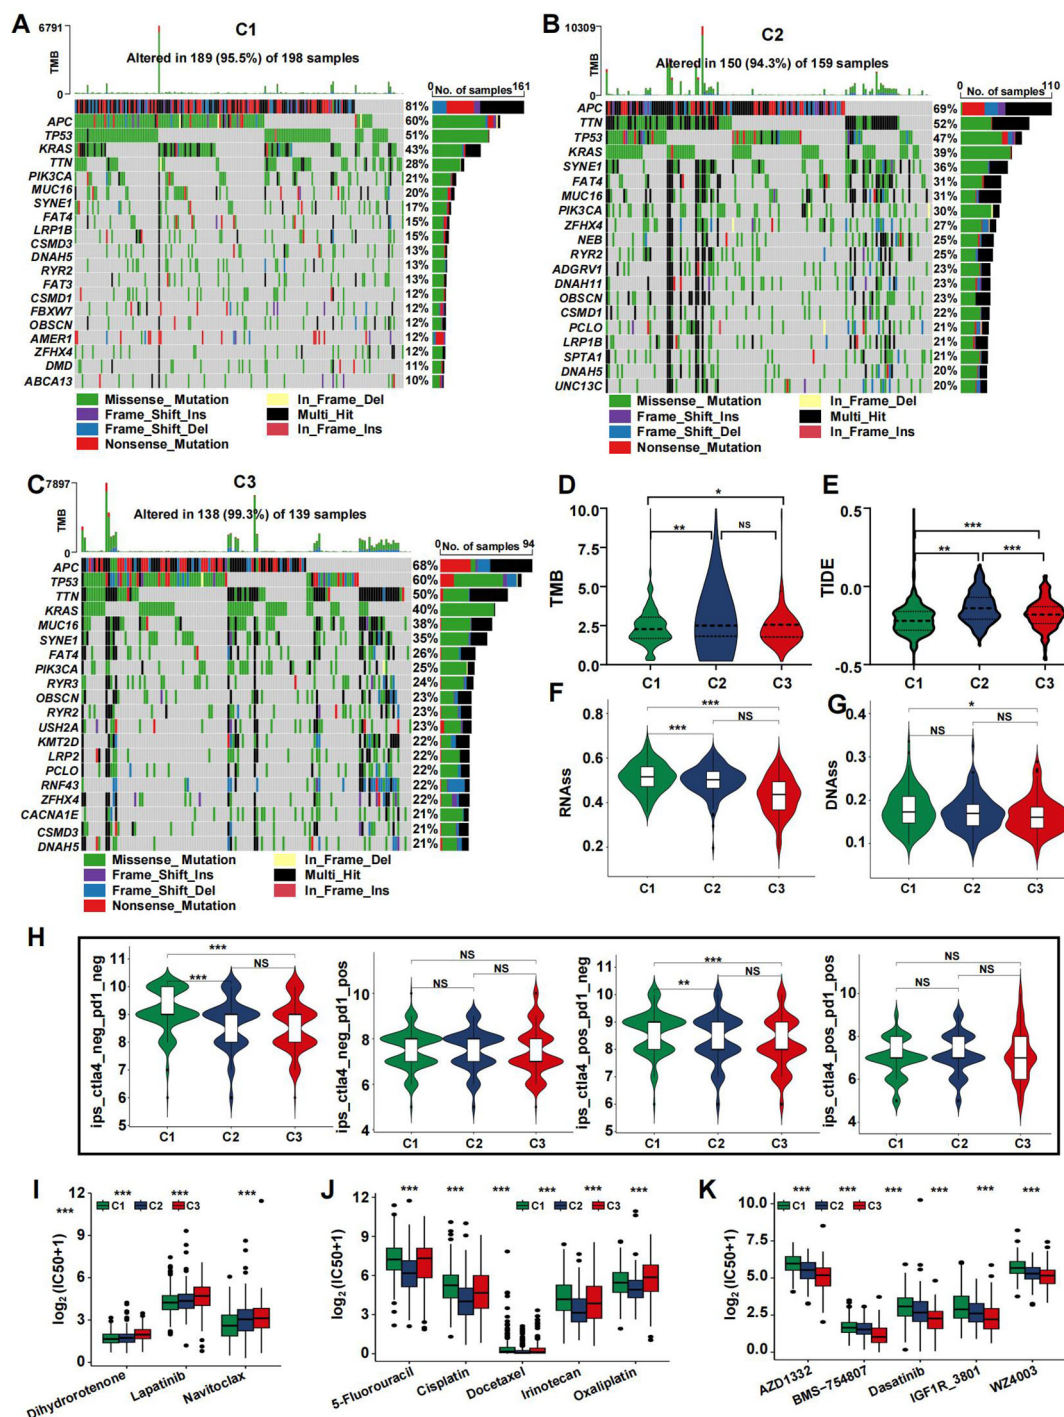 A
C1
6791
TMB
0
Altered in 189 (95.5%) of 198 samples
0 No. of samples 161
APC
TP53
KRAS
TTN
PIK3CA
MUC16
SYNE1
FAT4
LRP1B
CSMD3
DNAH5
RYR2
FAT3
CSMD1
FBXW7
OBSCN
AMER1
ZFHX4
DMD
ABCA13
81%
60%
51%
43%
28%
21%
20%
17%
15%
15%
13%
13%
13%
12%
12%
12%
12%
12%
11%
10%
Missense_Mutation
Frame_Shift_Ins
Frame_Shift_Del
Nonsense_Mutation
In_Frame_Del
Multi_Hit
In_Frame_Ins
B
C2
10309
TMB
0
Altered in 150 (94.3%) of 159 samples
0 No. of samples 110
APC 69%
TTN 52%
TP53 47%
KRAS 39%
SYNE1 36%
FAT4 31%
MUC16 31%
PIK3CA 30%
ZFHX4 27%
NEB 25%
RYR2 25%
ADGRV1 23%
DNAH11 23%
OBSCN 23%
CSMD1 22%
PCLO 21%
LRP1B 21%
SPTA1 21%
DNAH5 20%
UNC13C 20%
Missense_Mutation
Frame_Shift_Ins
Frame_Shift_Del
Nonsense_Mutation
In_Frame_Del
Multi_Hit
In_Frame_Ins
C
C3
7897
TMB
0
Altered in 138 (99.3%) of 139 samples
0 No. of samples 94
APC 68%
TP53 60%
TTN 50%
KRAS 40%
MUC16 38%
SYNE1 35%
FAT4 26%
PIK3CA 25%
RYR3 24%
OBSCN 23%
RYR2 23%
USH2A 23%
KMT2D 22%
LRP2 22%
PCLO 22%
RNF43 22%
ZFHX4 22%
CACNA1E 21%
CSMD3 21%
DNAH5 21%
Missense_Mutation
Frame_Shift_Ins
Frame_Shift_Del
Nonsense_Mutation
In_Frame_Del
Multi_Hit
In_Frame_Ins
D
TMB
10.0
7.5
5.0
2.5
0.0
*
** NS
C1 C2 C3
E
TIDE
0.5
0.0
-0.5
***
** ***
C1 C2 C3
F
RNAss
0.8
0.6
0.4
0.2
***
*** NS
C1 C2 C3
G
DNAss
0.4
0.3
0.2
0.1
*
NS NS
C1 C2 C3
H
ips_ctla4_neg_pd1_neg
11
10
9
8
7
6
5
***
*** NS
C1 C2 C3
ips_ctla4_neg_pd1_pos
10
8
6
4
NS
NS NS
C1 C2 C3
ips_ctla4_pos_pd1_neg
11
10
9
8
7
6
5
***
** NS
C1 C2 C3
ips_ctla4_pos_pd1_pos
10
8
6
4
NS
NS NS
C1 C2 C3
I
log2 (IC50+1)
12
9
6
3
0
*** *** ***
***
C1 C2 C3
Dihydrorotenone
Lapatinib
Navitoclax
J
log2 (IC50+1)
12
9
6
3
0
*** *** *** *** *** ***
C1 C2 C3
5-Fluorouracil
Cisplatin
Docetaxel
Irinotecan
Oxaliplatin
K
log2 (IC50+1)
10.0
7.5
5.0
2.5
0.0
*** *** *** *** *** ***
C1 C2 C3
AZD1332
BMS-754807
Dasatinib
IGF1R_3801
WZ4003